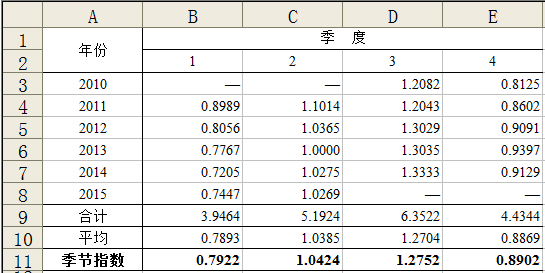 A B C D E
1 年份 季 度
2 1 2 3 4
3 2010 — — 1.2082 0.8125
4 2011 0.8989 1.1014 1.2043 0.8602
5 2012 0.8056 1.0365 1.3029 0.9091
6 2013 0.7767 1.0000 1.3035 0.9397
7 2014 0.7205 1.0275 1.3333 0.9129
8 2015 0.7447 1.0269 — —
9 合计 3.9464 5.1924 6.3522 4.4344
10 平均 0.7893 1.0385 1.2704 0.8869
11 季节指数 0.7922 1.0424 1.2752 0.8902